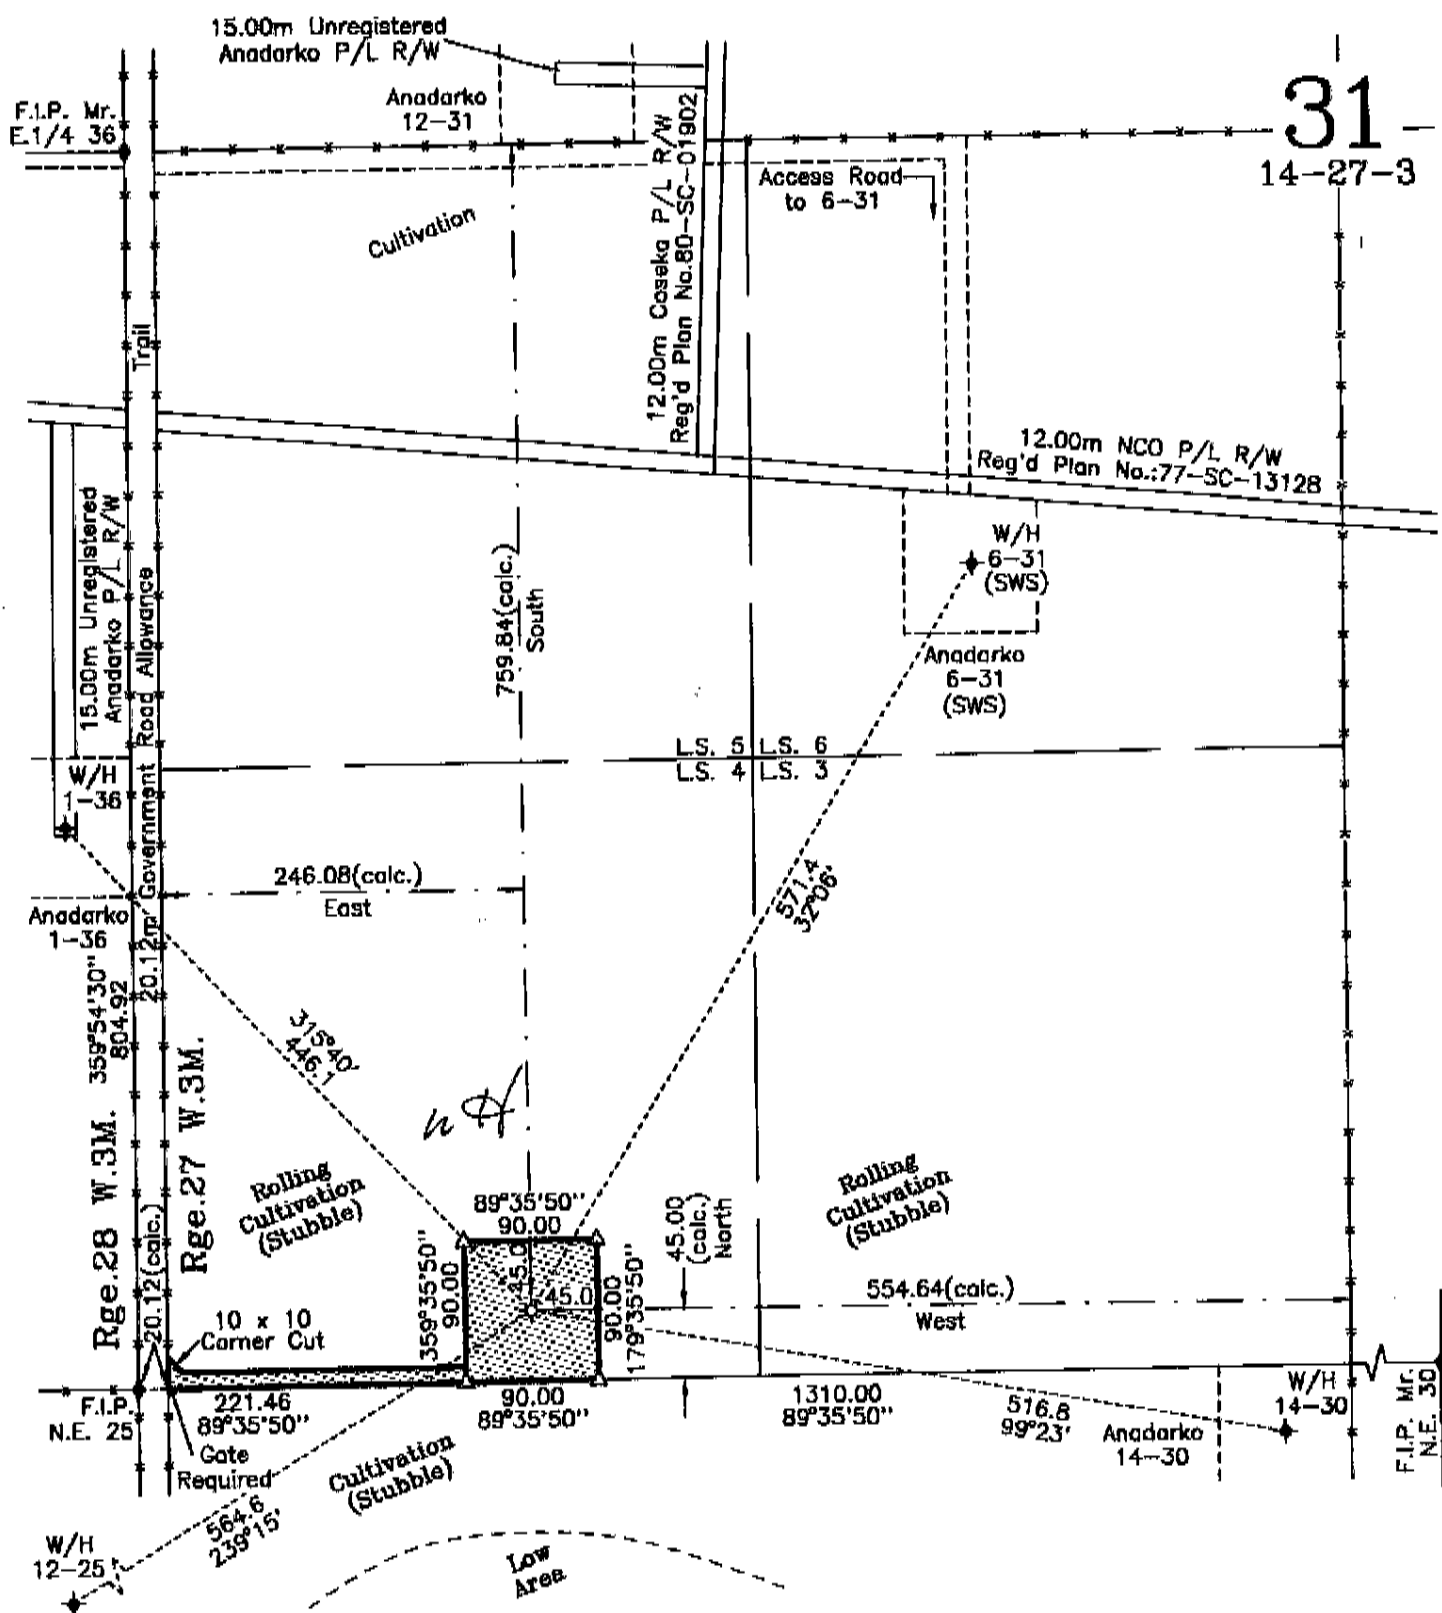 15.00m Unregistered
Anadarko P/L R/W
F.I.P. Mr.
E.1/4 36
Anadarko
12-31
31
14-27-3
Access Road
to 6-31
Cultivation
12.00m Coseka P/L R/W
Reg'd Plan No.80-SC-01902
Trail
12.00m NCO P/L R/W
Reg'd Plan No.:77-SC-13128
15.00m Unregistered
Anadarko P/L R/W
20.12m Government Road Allowance
759.84(calc.)
South
W/H
6-31
(SWS)
Anadarko
6-31
(SWS)
L.S. 5 L.S. 6
L.S. 4 L.S. 3
W/H
1-36
246.08(calc.)
East
Anadarko
1-36
571.4
32°06'
359°54'30"
804.92
315°40'
446.1
Rge.28 W.3M.
Rge.27 W.3M.
20.12(calc.)
Rolling
Cultivation
(Stubble)
89°35'50"
90.00
45.00
(calc.)
North
Rolling
Cultivation
(Stubble)
359°35'50"
90.00
45.0
45.0
90.00
179°35'50"
554.64(calc.)
West
10 x 10
Corner Cut
F.I.P.
N.E. 25
221.46
89°35'50"
90.00
89°35'50"
1310.00
89°35'50"
516.8
99°23'
W/H
14-30
Anadarko
14-30
F.I.P. Mr.
N.E. 30
Gate
Required
Cultivation
(Stubble)
564.6
239°15'
W/H
12-25
Low
Area